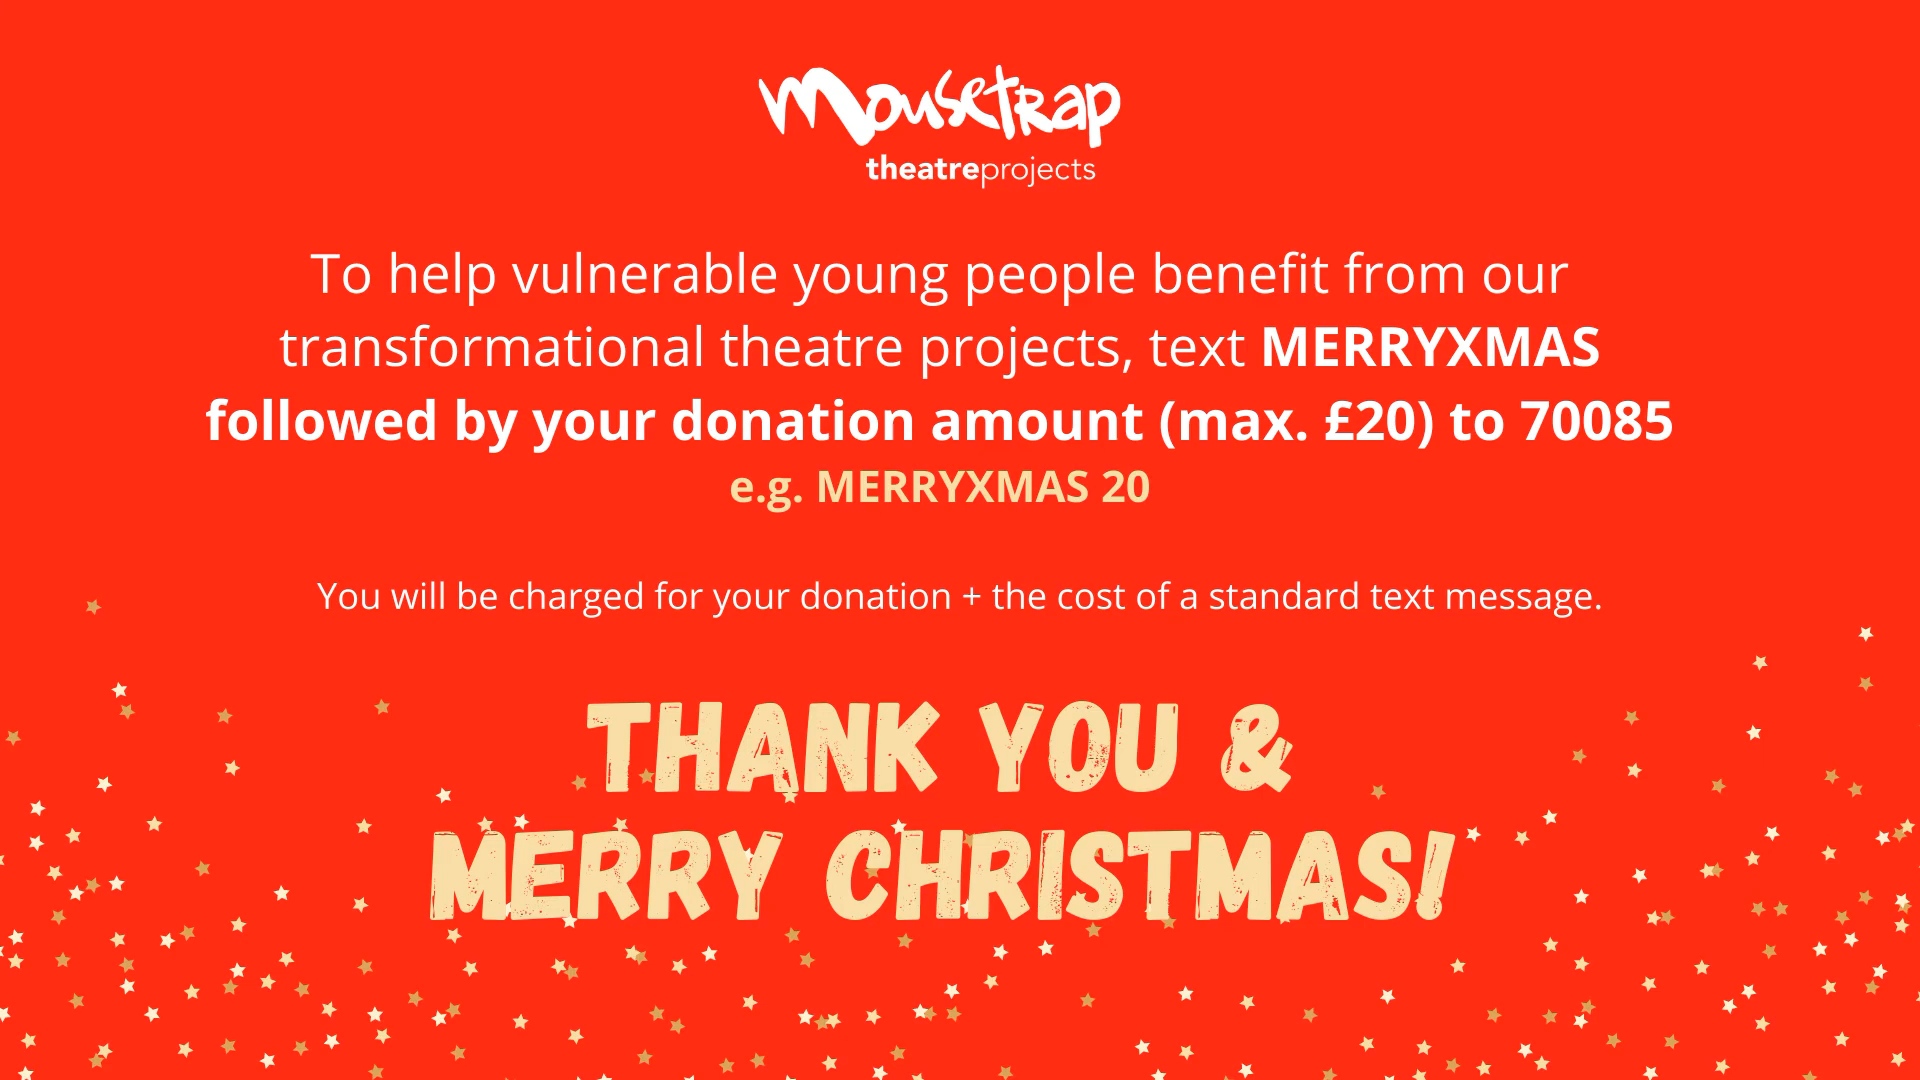 mousetrap
theatreprojects
To help vulnerable young people benefit from our
transformational theatre projects, text MERRYXMAS
followed by your donation amount (max. £20) to 70085
e.g. MERRYXMAS 20
You will be charged for your donation + the cost of a standard text message.
THANK YOU &
MERRY CHRISTMAS!